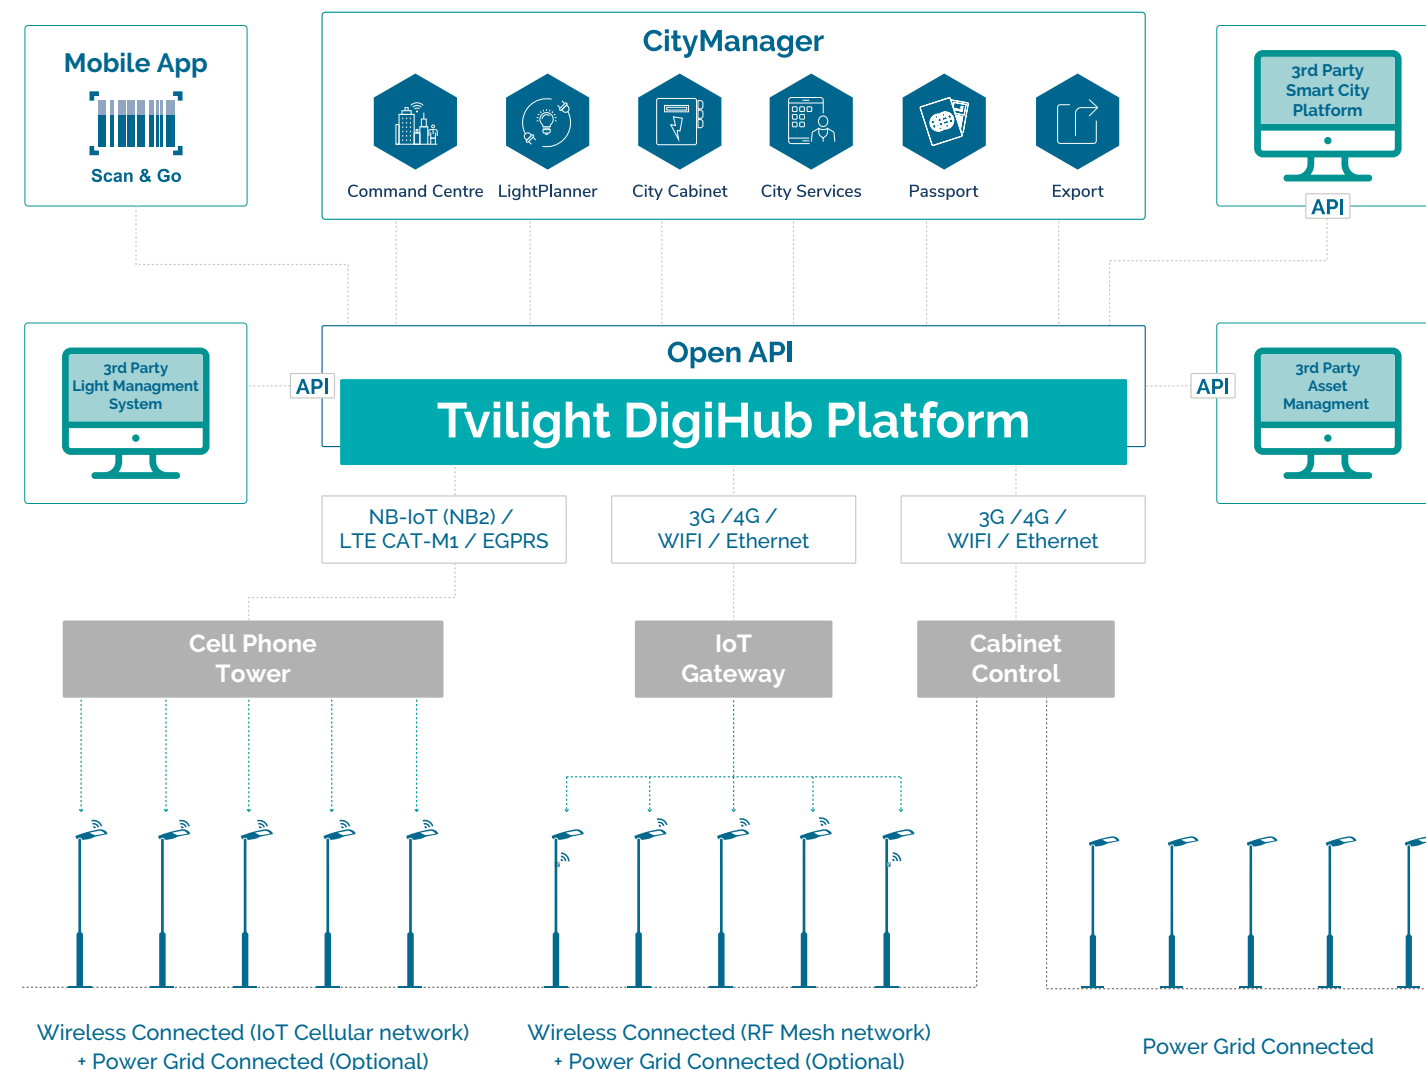 Mobile App
Scan & Go
CityManager
Command Centre
LightPlanner
City Cabinet
City Services
Passport
Export
3rd Party
Smart City
Platform
API
3rd Party
Light Managment
System
API
Open API
Tvilight DigiHub Platform
API
3rd Party
Asset
Managment
NB-IoT (NB2) /
LTE CAT-M1 / EGPRS
3G /4G /
WIFI / Ethernet
3G /4G /
WIFI / Ethernet
Cell Phone
Tower
IoT
Gateway
Cabinet
Control
Wireless Connected (IoT Cellular network)
+ Power Grid Connected (Optional)
Wireless Connected (RF Mesh network)
+ Power Grid Connected (Optional)
Power Grid Connected